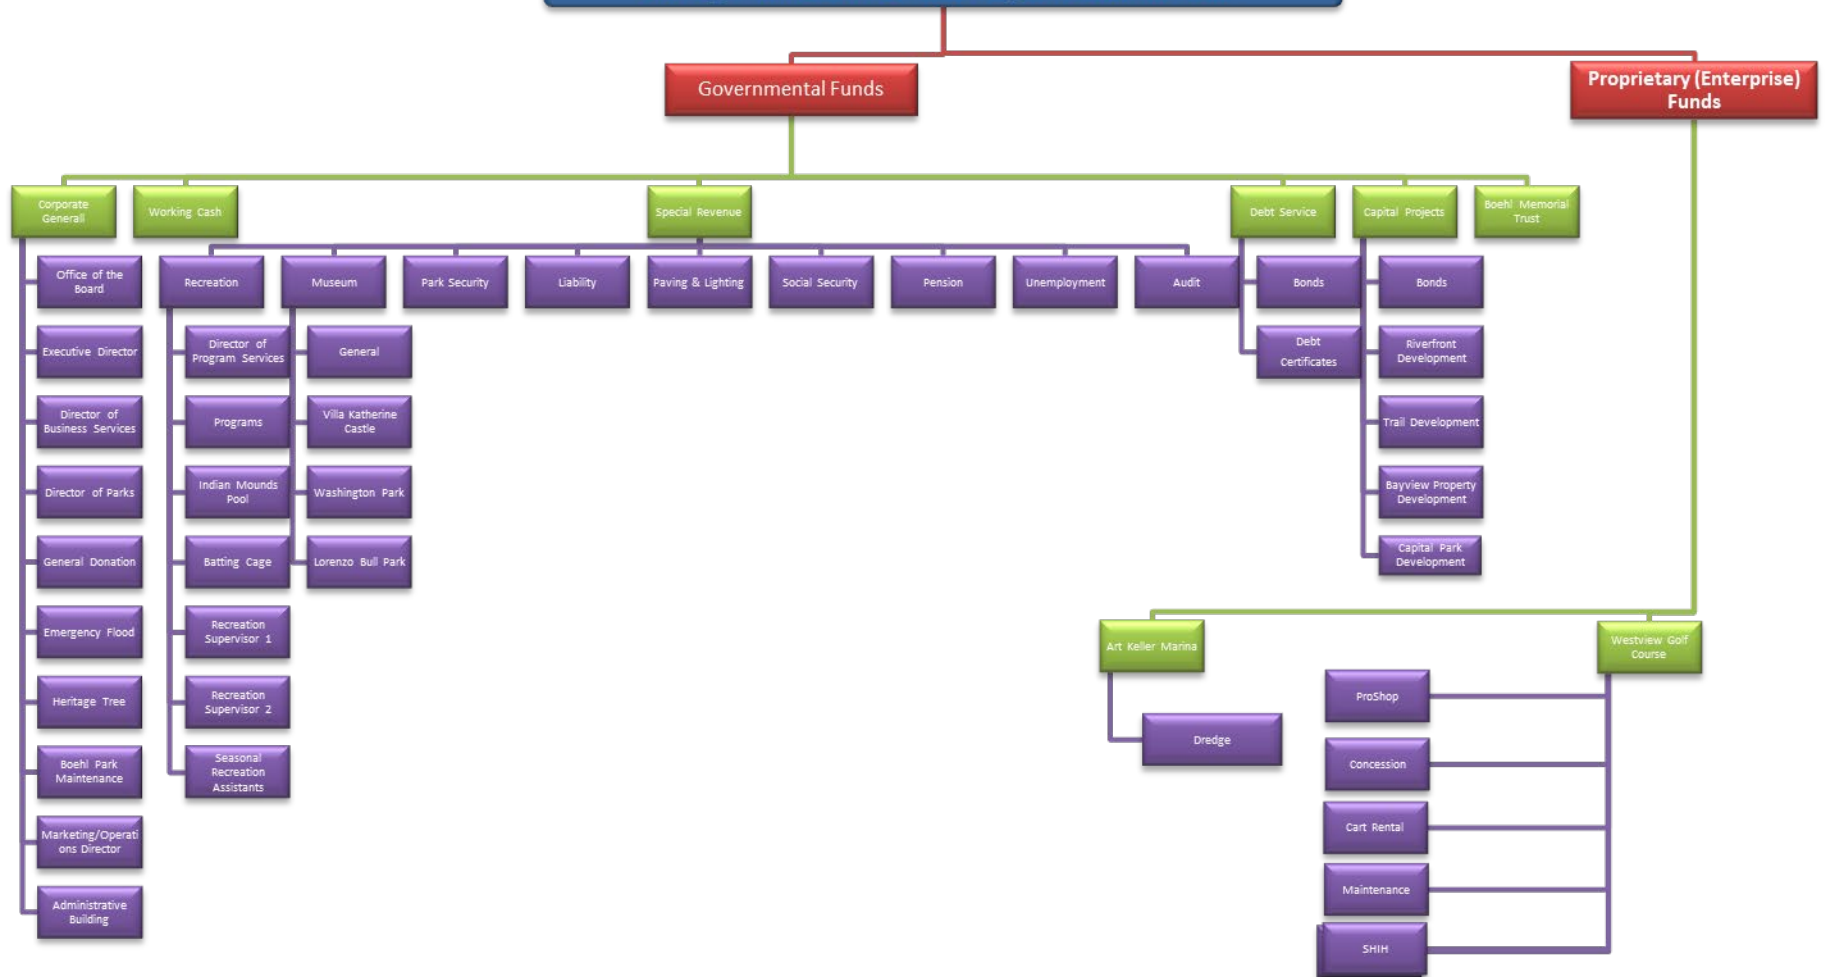 Governmental Funds
Proprietary (Enterprise)
Funds
Corporate
Generall
Working Cash
Special Revenue
Debt Service
Capital Projects
Boehl Memorial
Trust
Office of the
Board
Recreation
Museum
Park Security
Liability
Paving & Lighting
Social Security
Pension
Unemployment
Audit
Bonds
Bonds
Executive Director
Director of
Program Services
General
Debt
Certificates
Riverfront
Development
Director of
Business Services
Programs
Villa Katherine
Castle
Trail Development
Director of Parks
Indian Mounds
Pool
Washington Park
Bayview Property
Development
General Donation
Batting Cage
Lorenzo Bull Park
Capital Park
Development
Emergency Flood
Recreation
Supervisor 1
Art Keller Marina
Westview Golf
Course
Heritage Tree
Recreation
Supervisor 2
ProShop
Dredge
Boehl Park
Maintenance
Seasonal
Recreation
Assistants
Concession
Marketing/Operati
ons Director
Cart Rental
Maintenance
Administrative
Building
SHIH